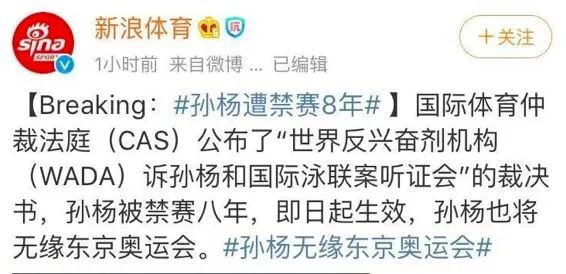 新浪体育
+关注
1小时前 来自微博 ... 已编辑
sina
SPORT
【Breaking：#孙杨遭禁赛8年# 】国际体育仲
裁法庭（CAS）公布了“世界反兴奋剂机构
（WADA）诉孙杨和国际泳联案听证会”的裁决
书，孙杨被禁赛八年，即日起生效，孙杨也将
无缘东京奥运会。#孙杨无缘东京奥运会#